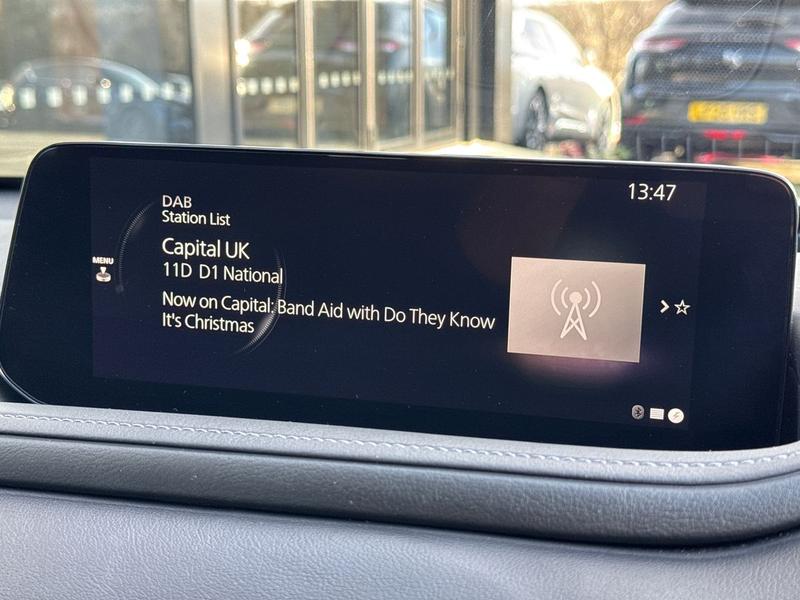 13:47
DAB
Station List
MENU
Capital UK
11D D1 National
Now on Capital: Band Aid with Do They Know
It's Christmas